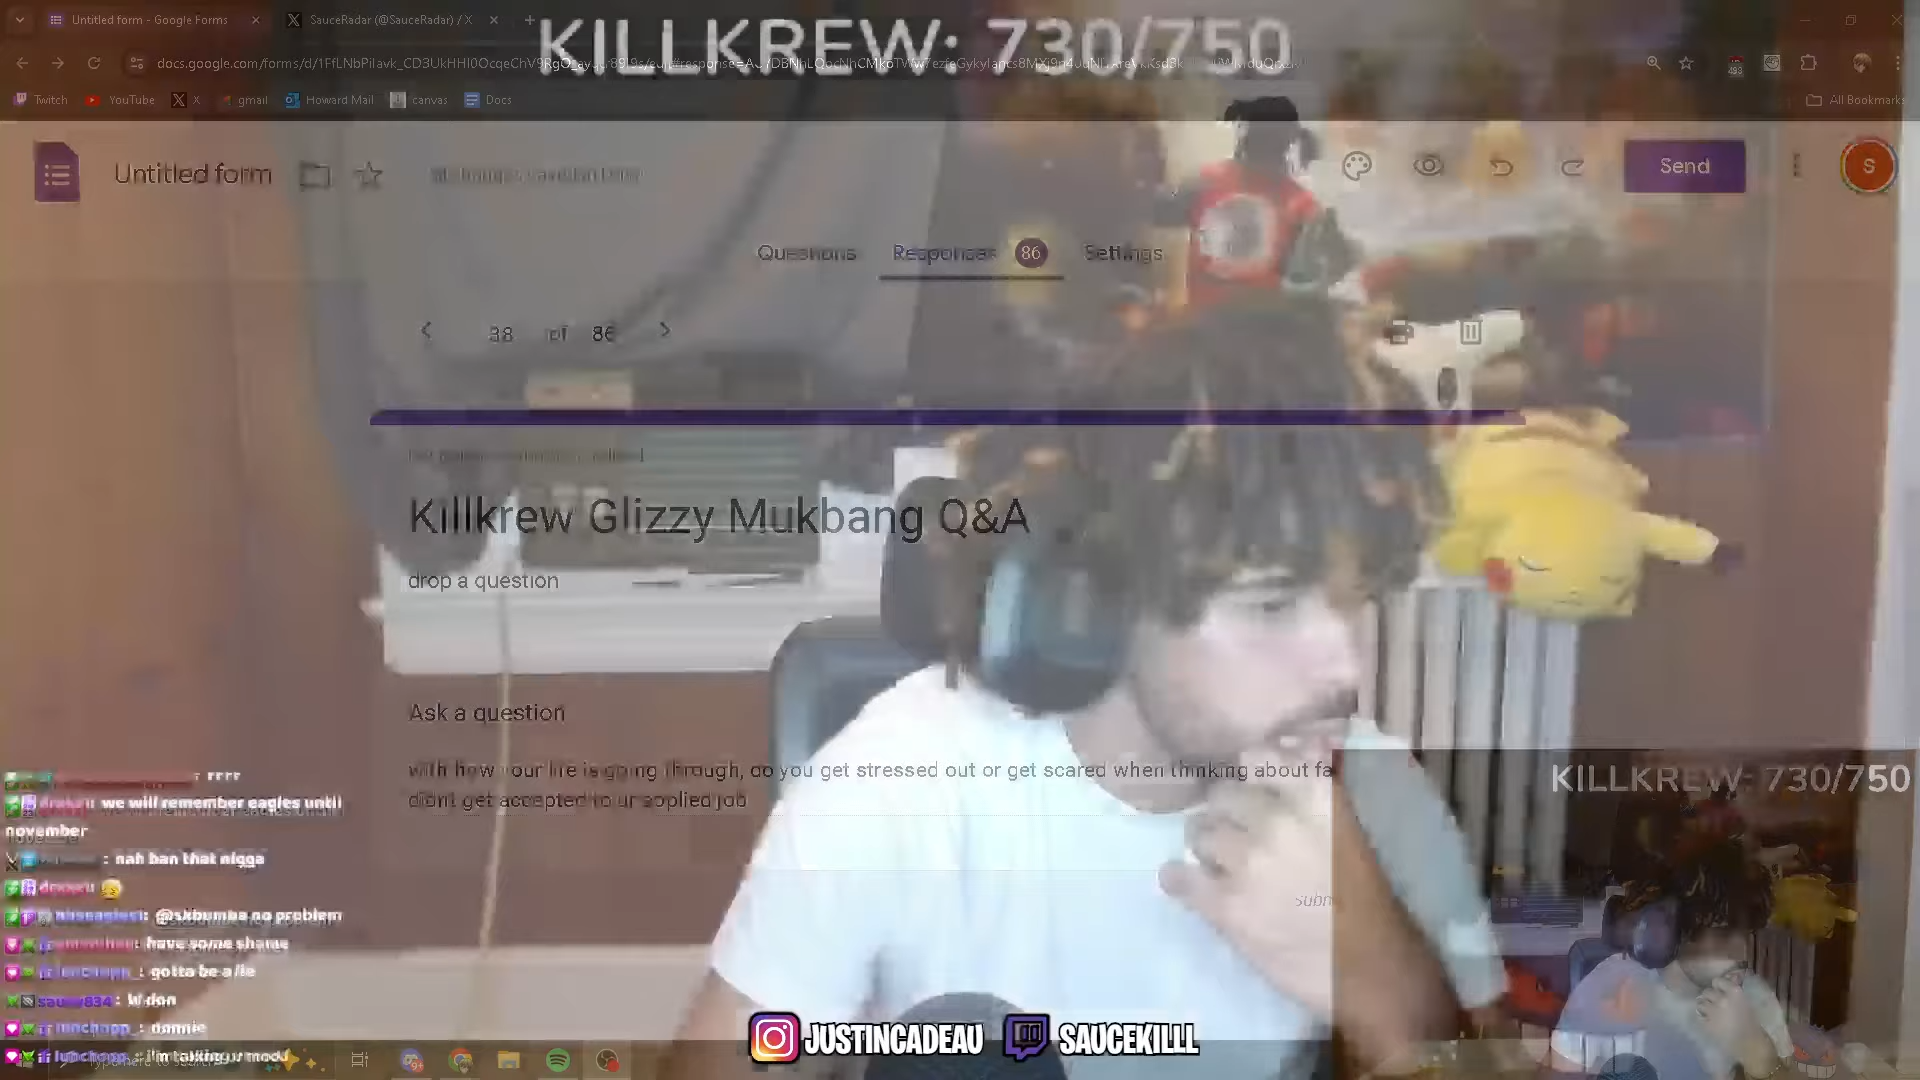 Untitled form - Google Forms
SauceRadar (@SauceRadar) / X
KILLKREW: 730/750
Twitch
YouTube
X
gmail
Howard Mail
canvas
Docs
All Bookmarks
Untitled form
Send
S
Questions
Responses
86
Settings
38 of 86
Killkrew Glizzy Mukbang Q&A
drop a question
Ask a question
with how your life is going through, do you get stressed out or get scared when thinking about fa
didnt get accepted to ur applied job
KILLKREW: 730/750
we will remember eagles until
november
: nah ban that nigga
: @skbumba no problem
: have some shame
: gotta be a lie
: W don
: donnie
: i'm talking ur mods
JUSTINCADEAU
SAUCEKILLL